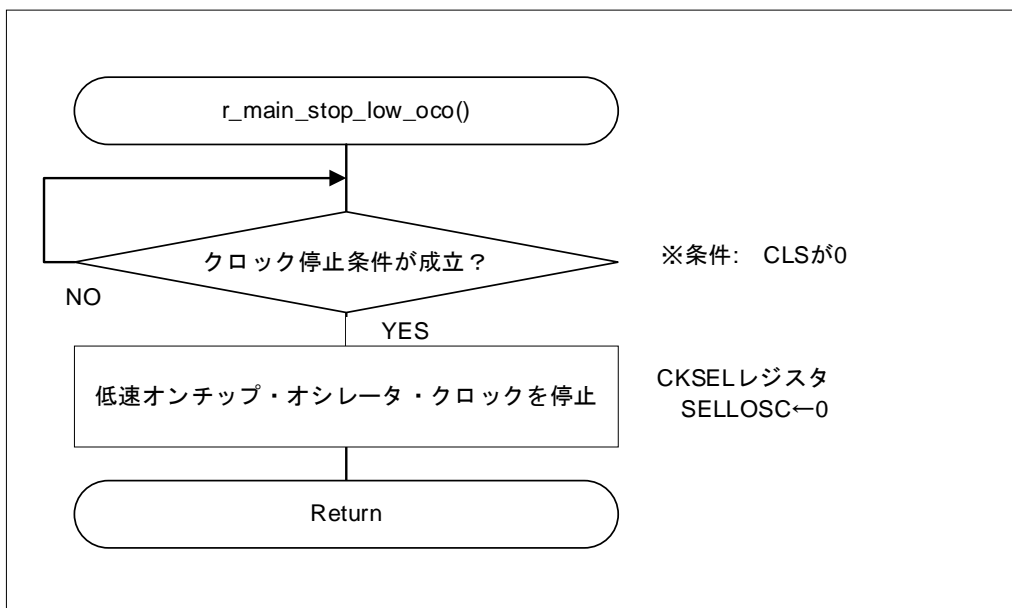 r_main_stop_low_oco()
クロック停止条件が成立？
※条件: CLSが0
NO
YES
低速オンチップ・オシレータ・クロックを停止
CKSELレジスタ
SELLOSC←0
Return